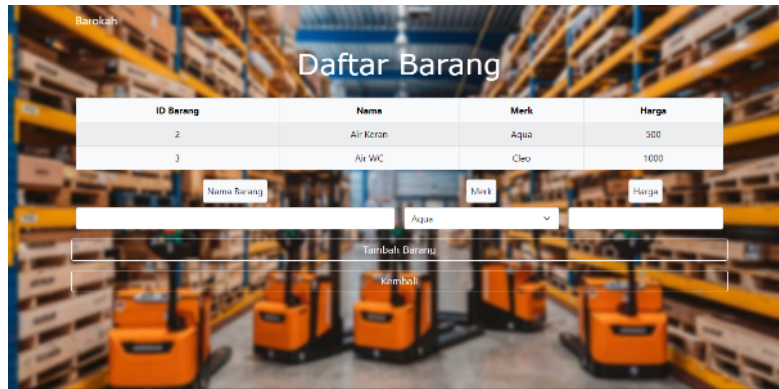 Barokah
Daftar Barang
ID Barang Nama Merk Harga
2 Air Keran Aqua 500
3 Air WC Cleo 1000
Nama Barang Merk Harga
Aqua
Tambah Barang
Kembali